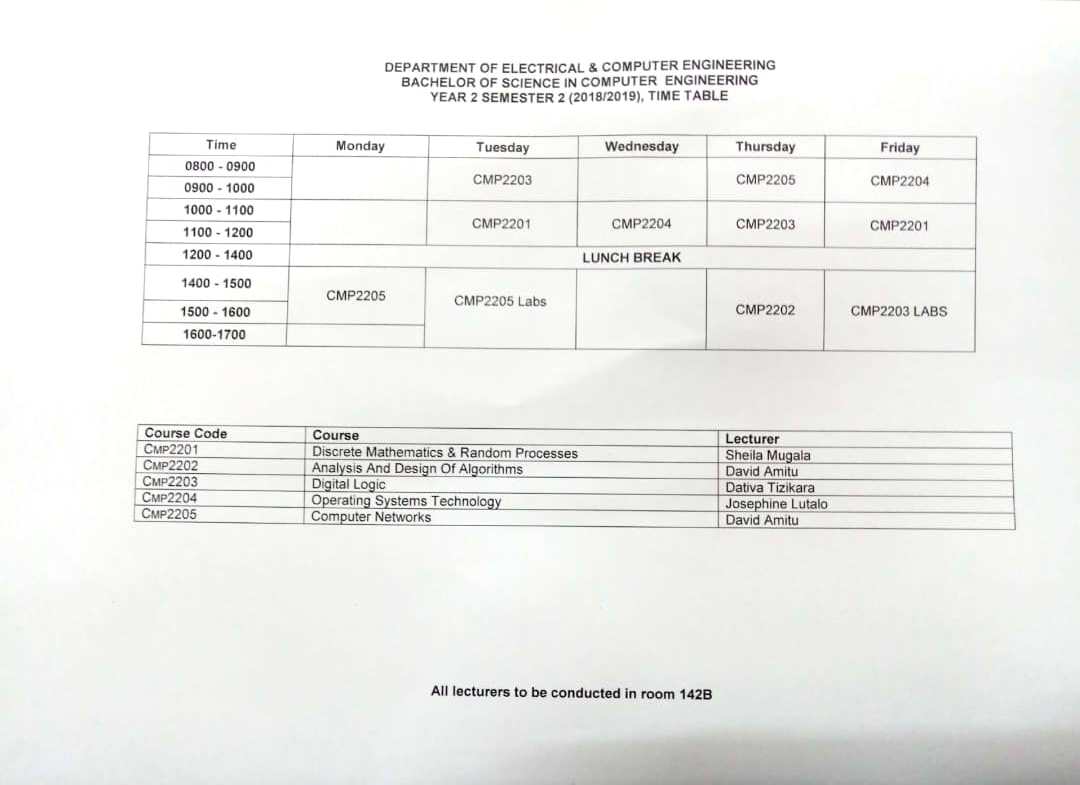 DEPARTMENT OF ELECTRICAL & COMPUTER ENGINEERING
BACHELOR OF SCIENCE IN COMPUTER ENGINEERING
YEAR 2 SEMESTER 2 (2018/2019), TIME TABLE
Time Monday Tuesday Wednesday Thursday Friday
0800 - 0900
CMP2203 CMP2205 CMP2204
0900 - 1000
1000 - 1100
CMP2201 CMP2204 CMP2203 CMP2201
1100 - 1200
1200 - 1400 LUNCH BREAK
1400 - 1500
CMP2205 CMP2205 Labs
1500 - 1600 CMP2202 CMP2203 LABS
1600-1700
Course Code Course Lecturer
CMP2201 Discrete Mathematics & Random Processes Sheila Mugala
CMP2202 Analysis And Design Of Algorithms David Amitu
CMP2203 Digital Logic Dativa Tizikara
CMP2204 Operating Systems Technology Josephine Lutalo
CMP2205 Computer Networks David Amitu
All lecturers to be conducted in room 142B